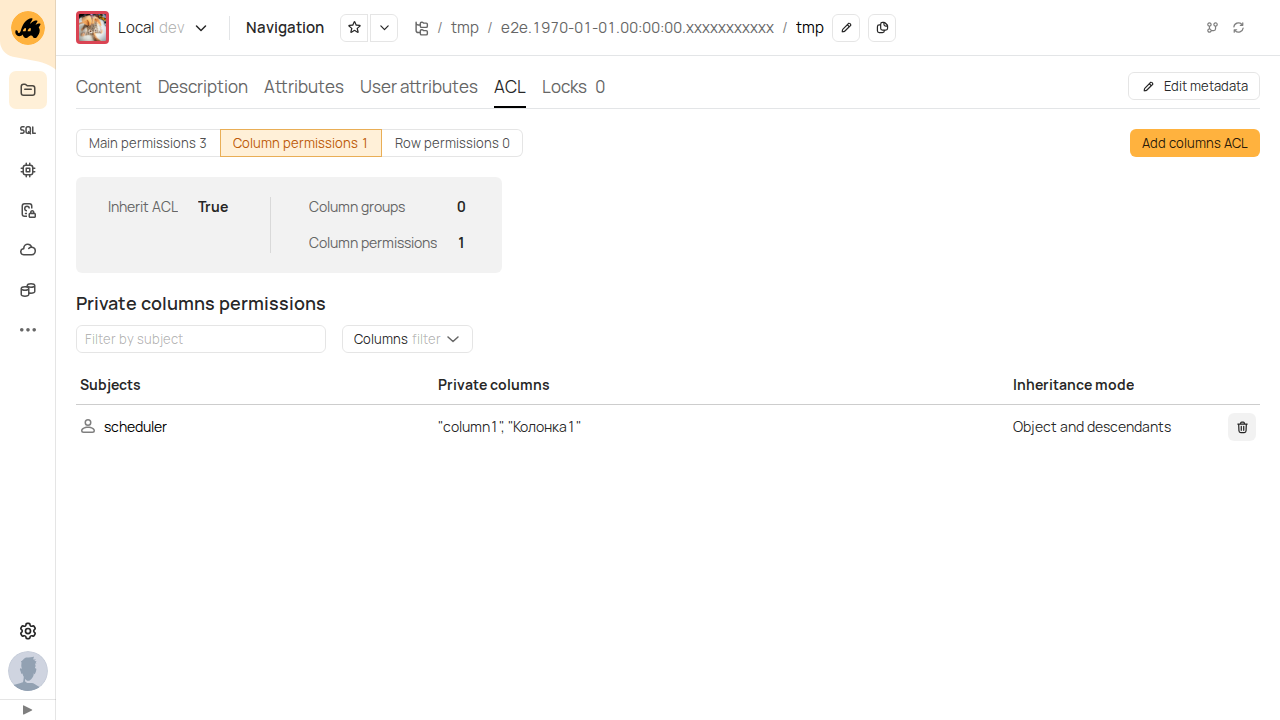 Local dev
Navigation
/ tmp / e2e.1970-01-01.00:00:00.xxxxxxxxxxx / tmp
SQL
Content Description Attributes User attributes ACL Locks 0
Edit metadata
Main permissions 3 Column permissions 1 Row permissions 0
Add columns ACL
Inherit ACL True
Column groups 0
Column permissions 1
Private columns permissions
Filter by subject
Columns filter
Subjects Private columns Inheritance mode
scheduler "column1", "Колонка1" Object and descendants